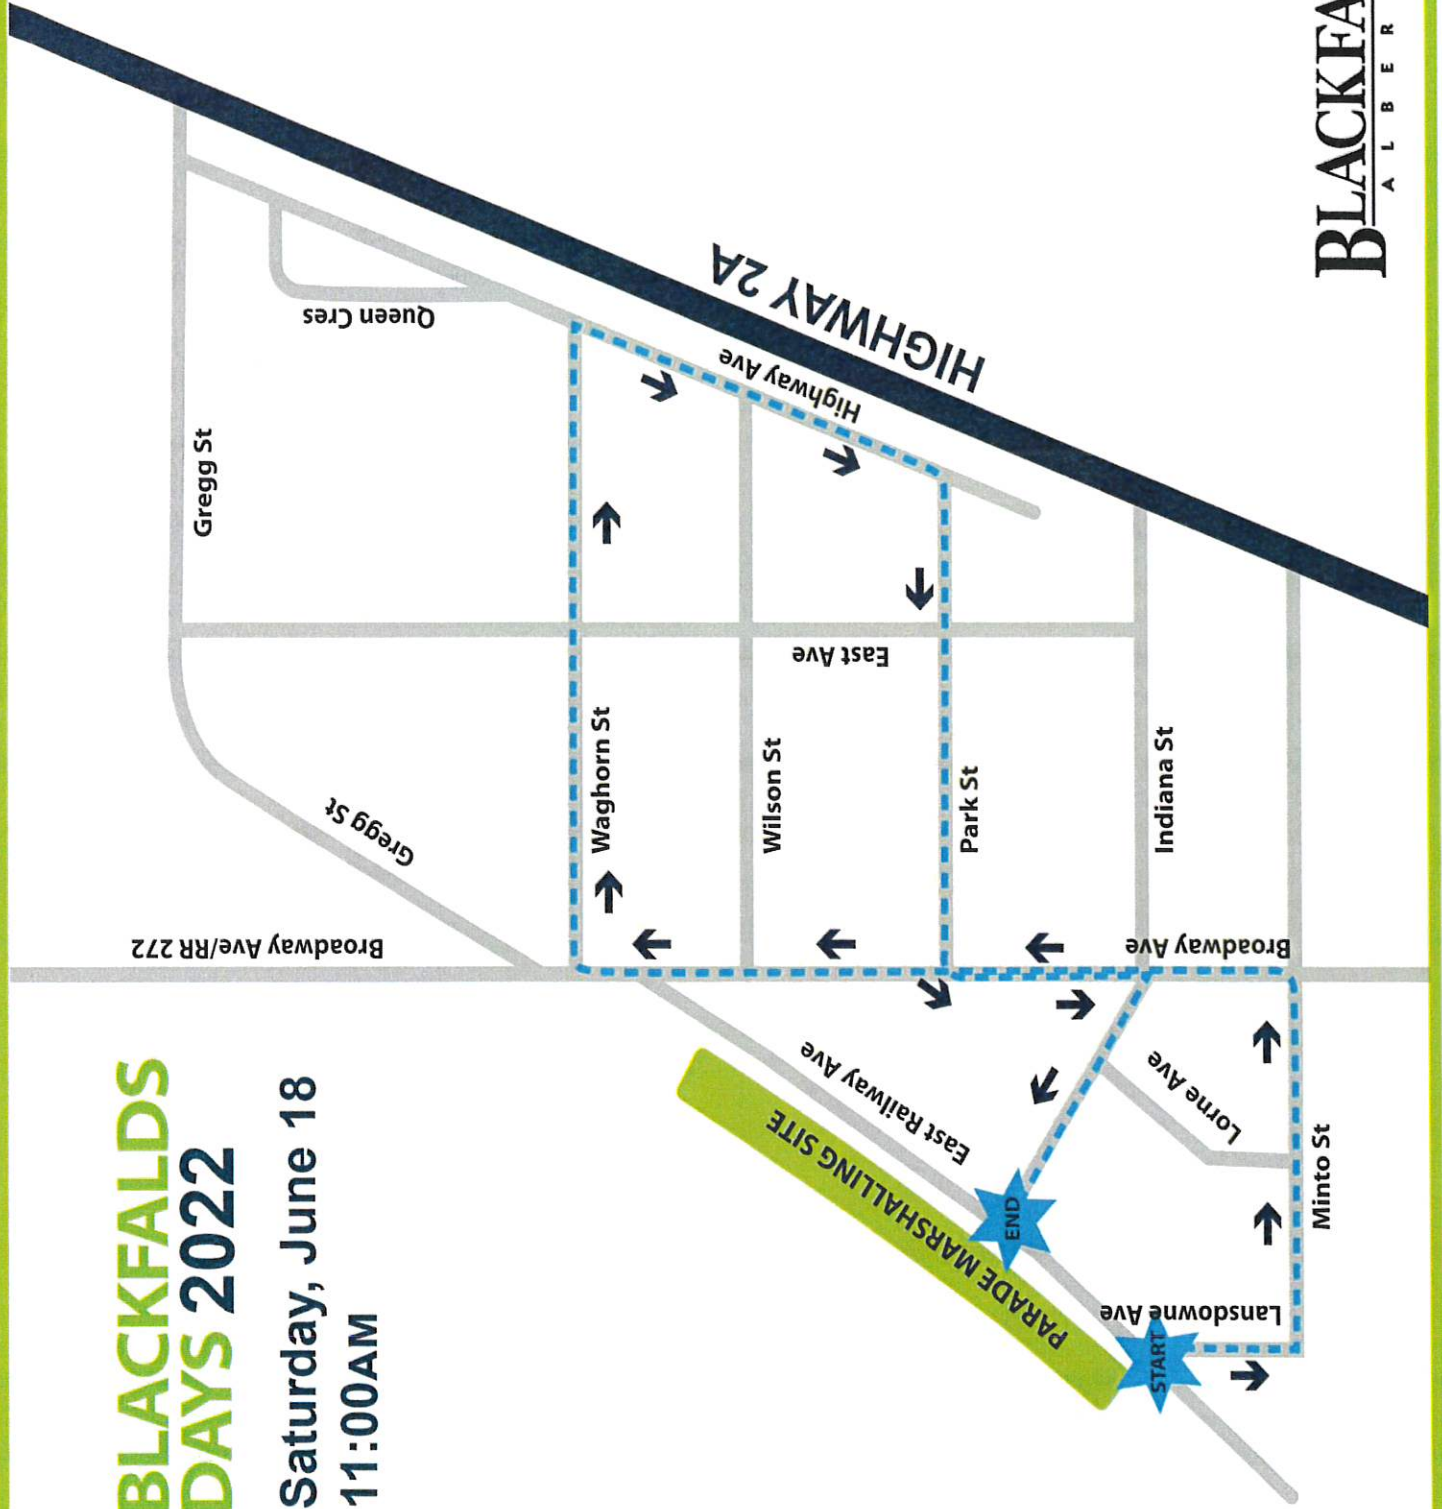 BLACKFALDS
DAYS 2022
Saturday, June 18
11:00AM
Broadway Ave/RR 272
Gregg St
Gregg St
Queen Cres
Waghorn St
Wilson St
East Ave
Park St
Highway Ave
HIGHWAY 2A
Indiana St
Broadway Ave
East Railway Ave
PARADE MARSHALLING SITE
Lorne Ave
Minto St
Lansdowne Ave
END
START
BLACKFA
ALBER